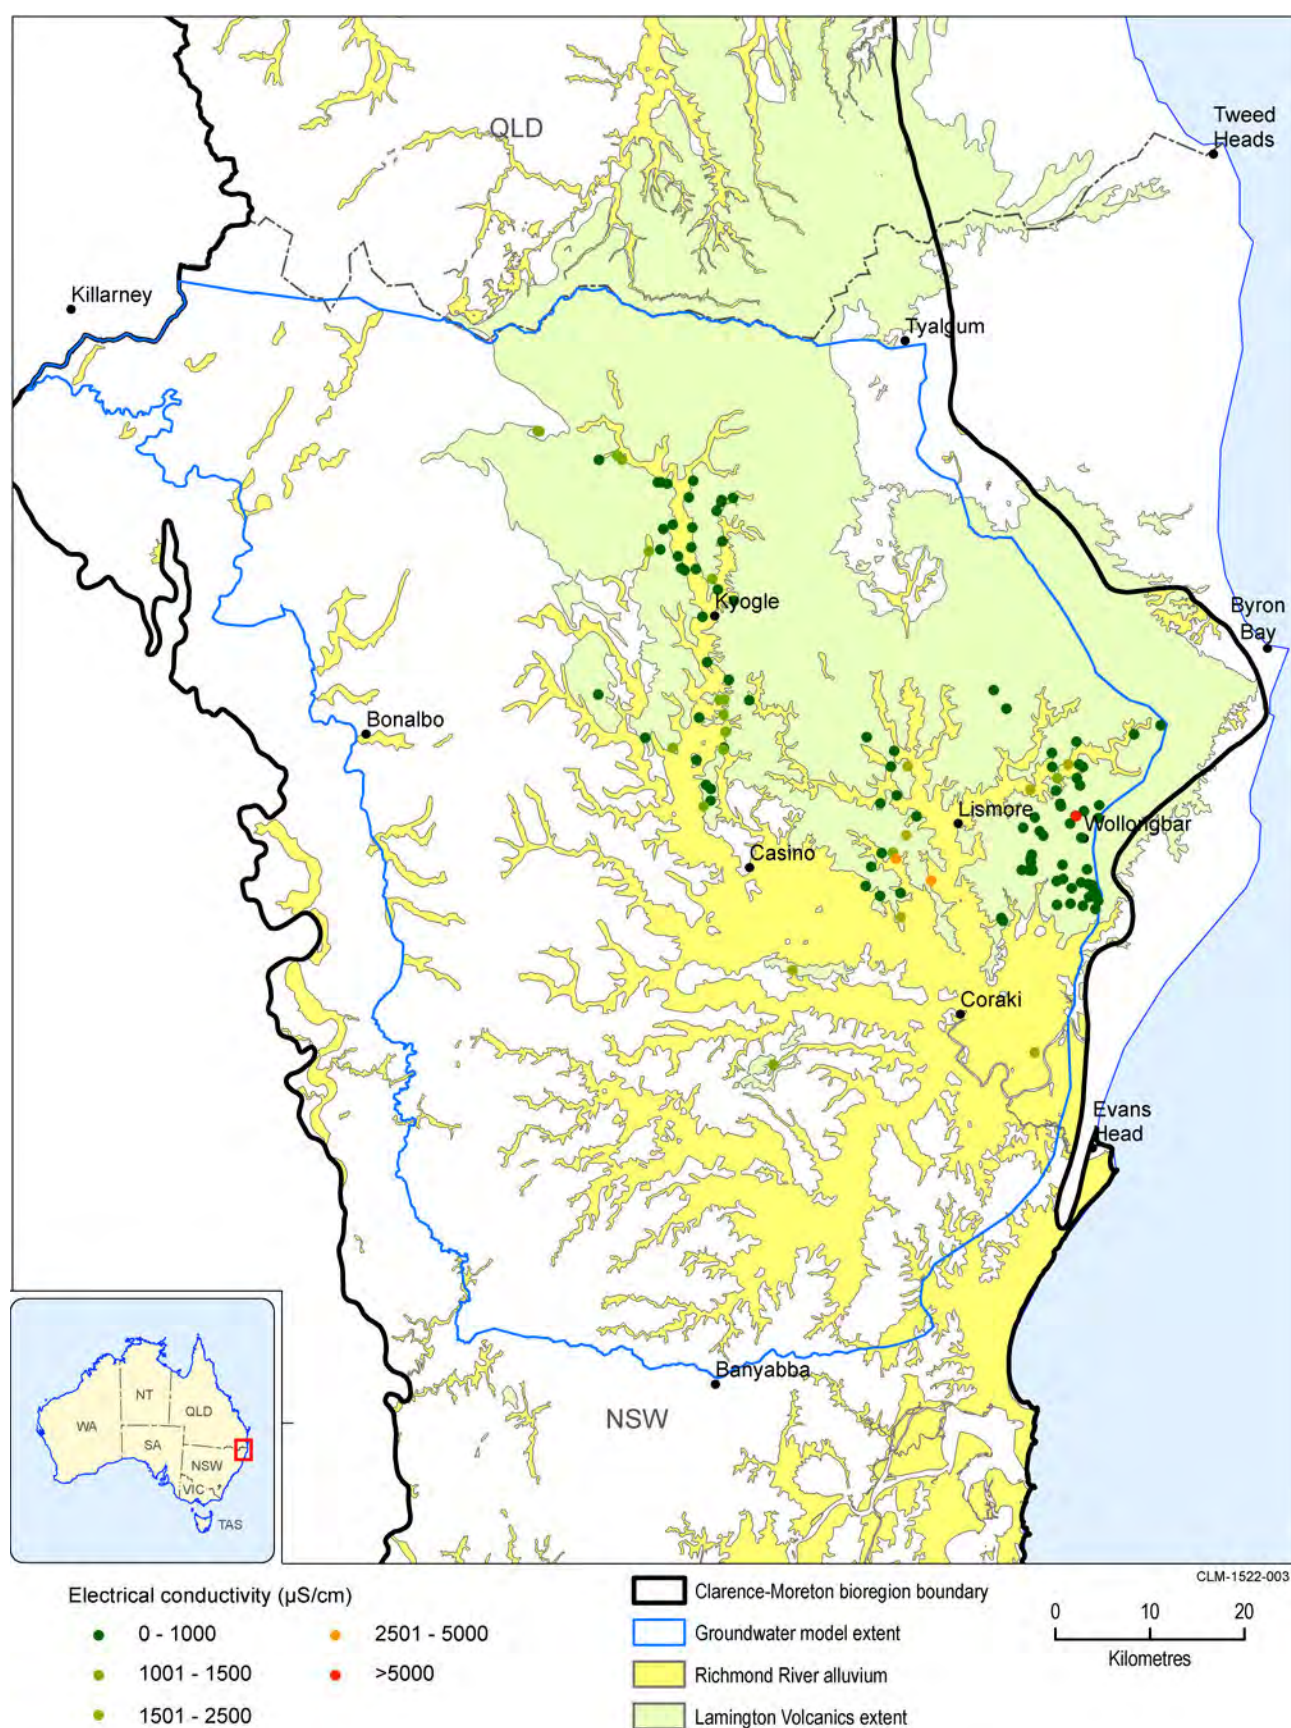 QLD
Tweed
Heads
Killarney
Tyalgum
Kyogle
Byron
Bay
Bonalbo
Lismore
Wollongbar
Casino
Coraki
Evans
Head
Banyabba
NSW
NT
QLD
WA
SA
NSW
VIC
TAS
CLM-1522-003
Electrical conductivity (µS/cm)
0 - 1000
1001 - 1500
1501 - 2500
2501 - 5000
>5000
Clarence-Moreton bioregion boundary
Groundwater model extent
Richmond River alluvium
Lamington Volcanics extent
0 10 20
Kilometres